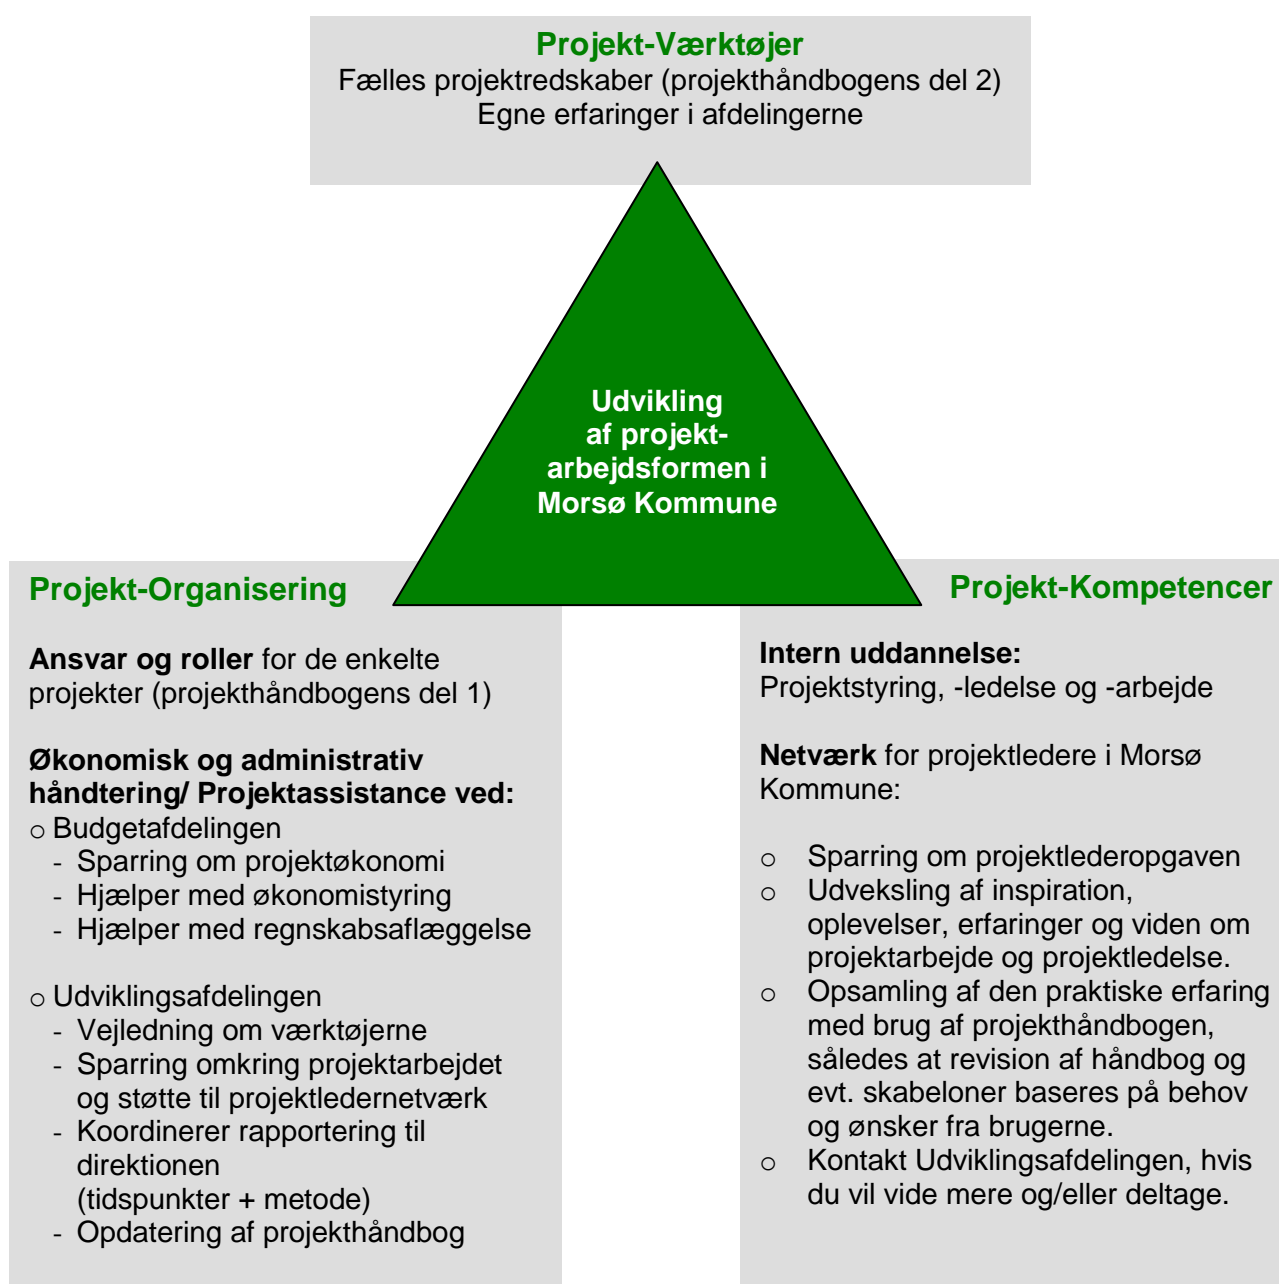 Projekt-Værktøjer
Fælles projektredskaber (projekthåndbogens del 2)
Egne erfaringer i afdelingerne
Udvikling
af projekt-
arbejdsformen i
Morsø Kommune
Projekt-Organisering
Ansvar og roller for de enkelte
projekter (projekthåndbogens del 1)
Økonomisk og administrativ
håndtering/ Projektassistance ved:
o Budgetafdelingen
- Sparring om projektøkonomi
- Hjælper med økonomistyring
- Hjælper med regnskabsaflæggelse
o Udviklingsafdelingen
- Vejledning om værktøjerne
- Sparring omkring projektarbejdet
og støtte til projektledernetværk
- Koordinerer rapportering til
direktionen
(tidspunkter + metode)
- Opdatering af projekthåndbog
Projekt-Kompetencer
Intern uddannelse:
Projektstyring, -ledelse og -arbejde
Netværk for projektledere i Morsø
Kommune:
o Sparring om projektlederopgaven
o Udveksling af inspiration,
oplevelser, erfaringer og viden om
projektarbejde og projektledelse.
o Opsamling af den praktiske erfaring
med brug af projekthåndbogen,
således at revision af håndbog og
evt. skabeloner baseres på behov
og ønsker fra brugerne.
o Kontakt Udviklingsafdelingen, hvis
du vil vide mere og/eller deltage.